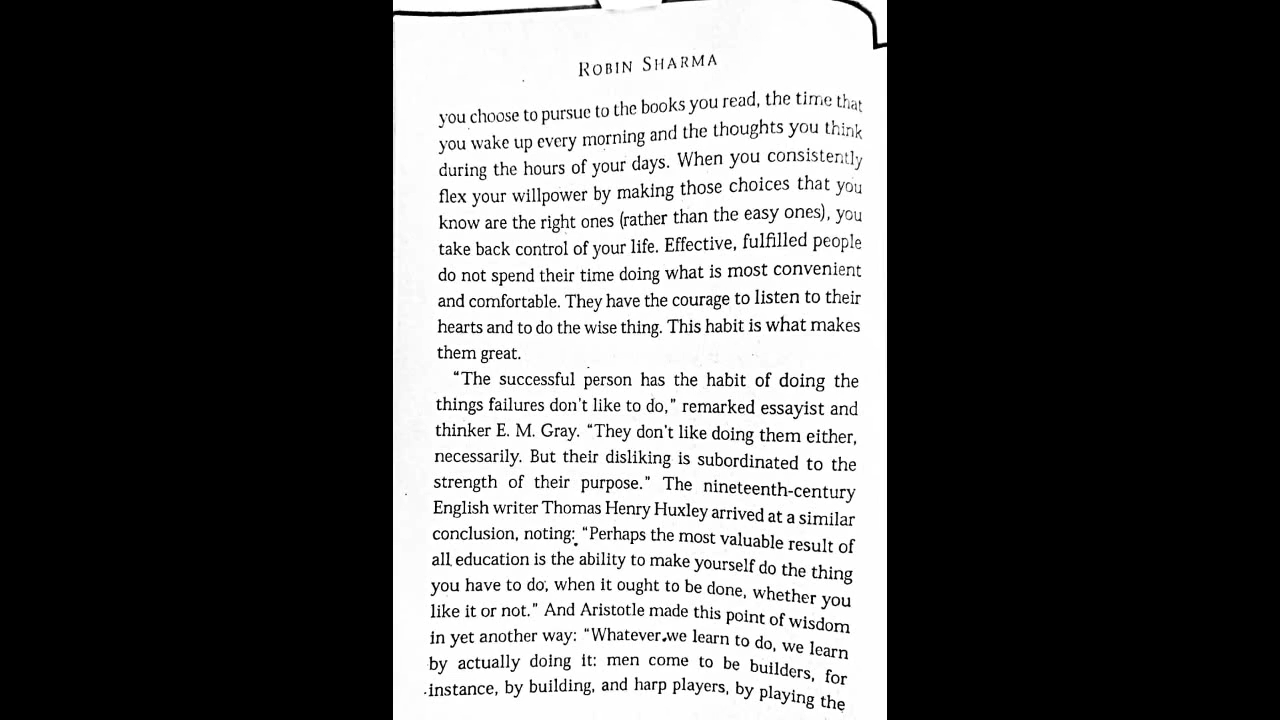 ROBIN SHARMA
you choose to pursue to the books you read, the time that
you wake up every morning and the thoughts you think
during the hours of your days. When you consistently
flex your willpower by making those choices that you
know are the right ones (rather than the easy ones), you
take back control of your life. Effective, fulfilled people
do not spend their time doing what is most convenient
and comfortable. They have the courage to listen to their
hearts and to do the wise thing. This habit is what makes
them great.
“The successful person has the habit of doing the
things failures don't like to do,” remarked essayist and
thinker E. M. Gray. “They don't like doing them either,
necessarily. But their disliking is subordinated to the
strength of their purpose.” The nineteenth-century
English writer Thomas Henry Huxley arrived at a similar
conclusion, noting: “Perhaps the most valuable result of
all education is the ability to make yourself do the thing
you have to do, when it ought to be done, whether you
like it or not.” And Aristotle made this point of wisdom
in yet another way: “Whatever we learn to do, we learn
by actually doing it: men come to be builders, for
instance, by building, and harp players, by playing the